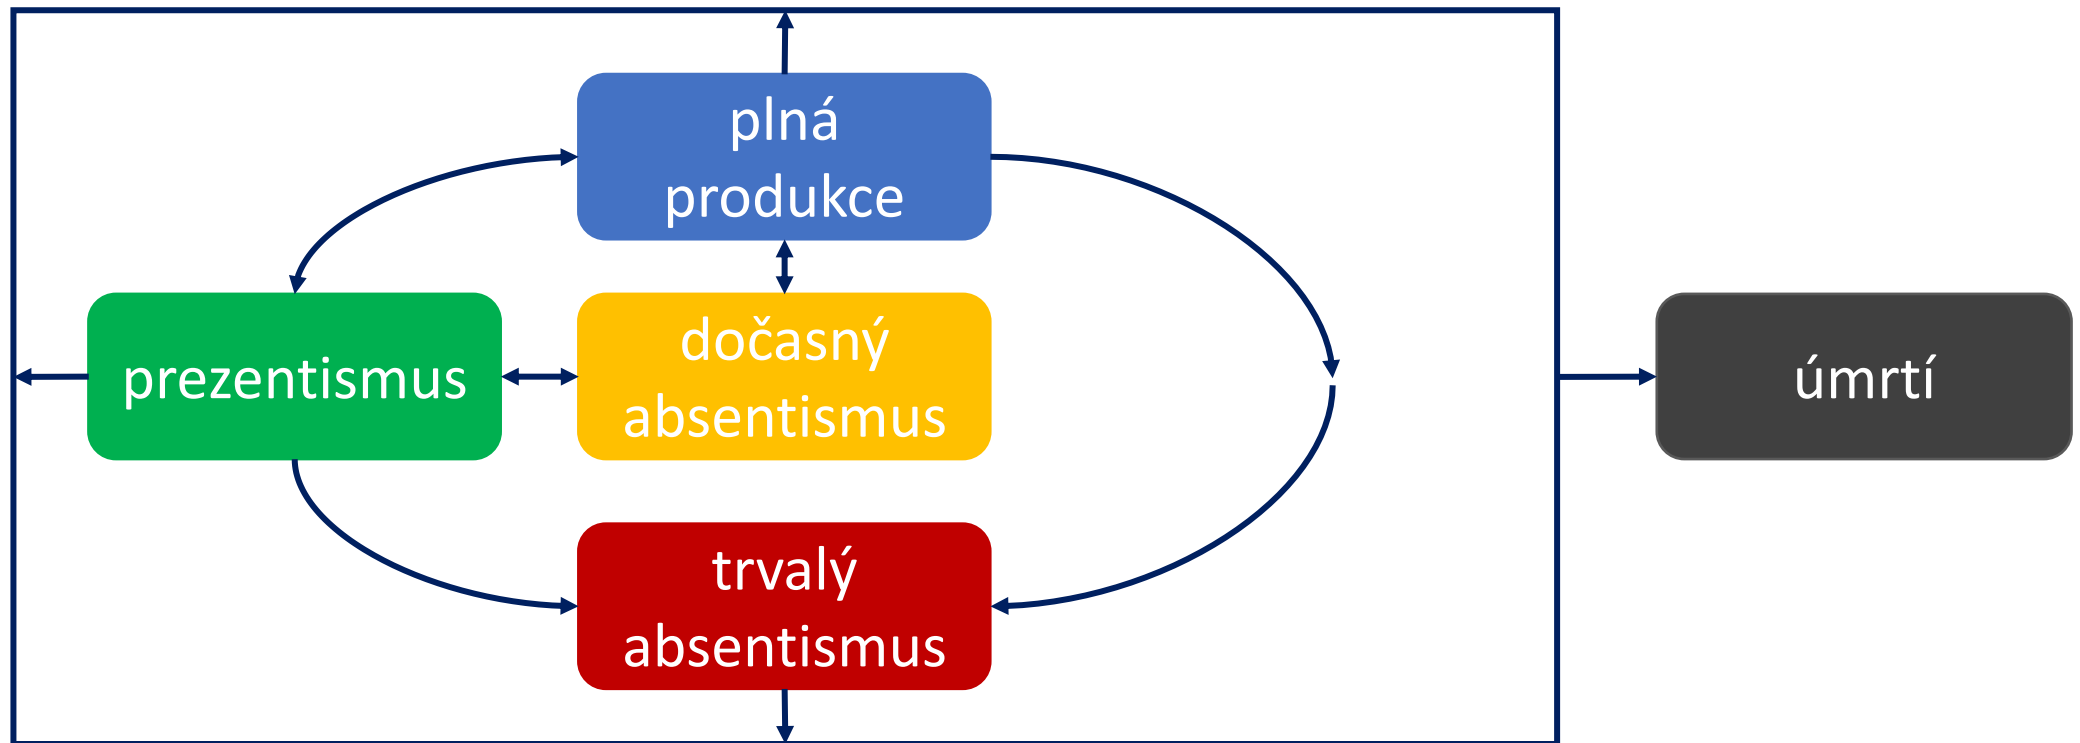 plná
produkce
prezentismus
dočasný
absentismus
úmrtí
trvalý
absentismus